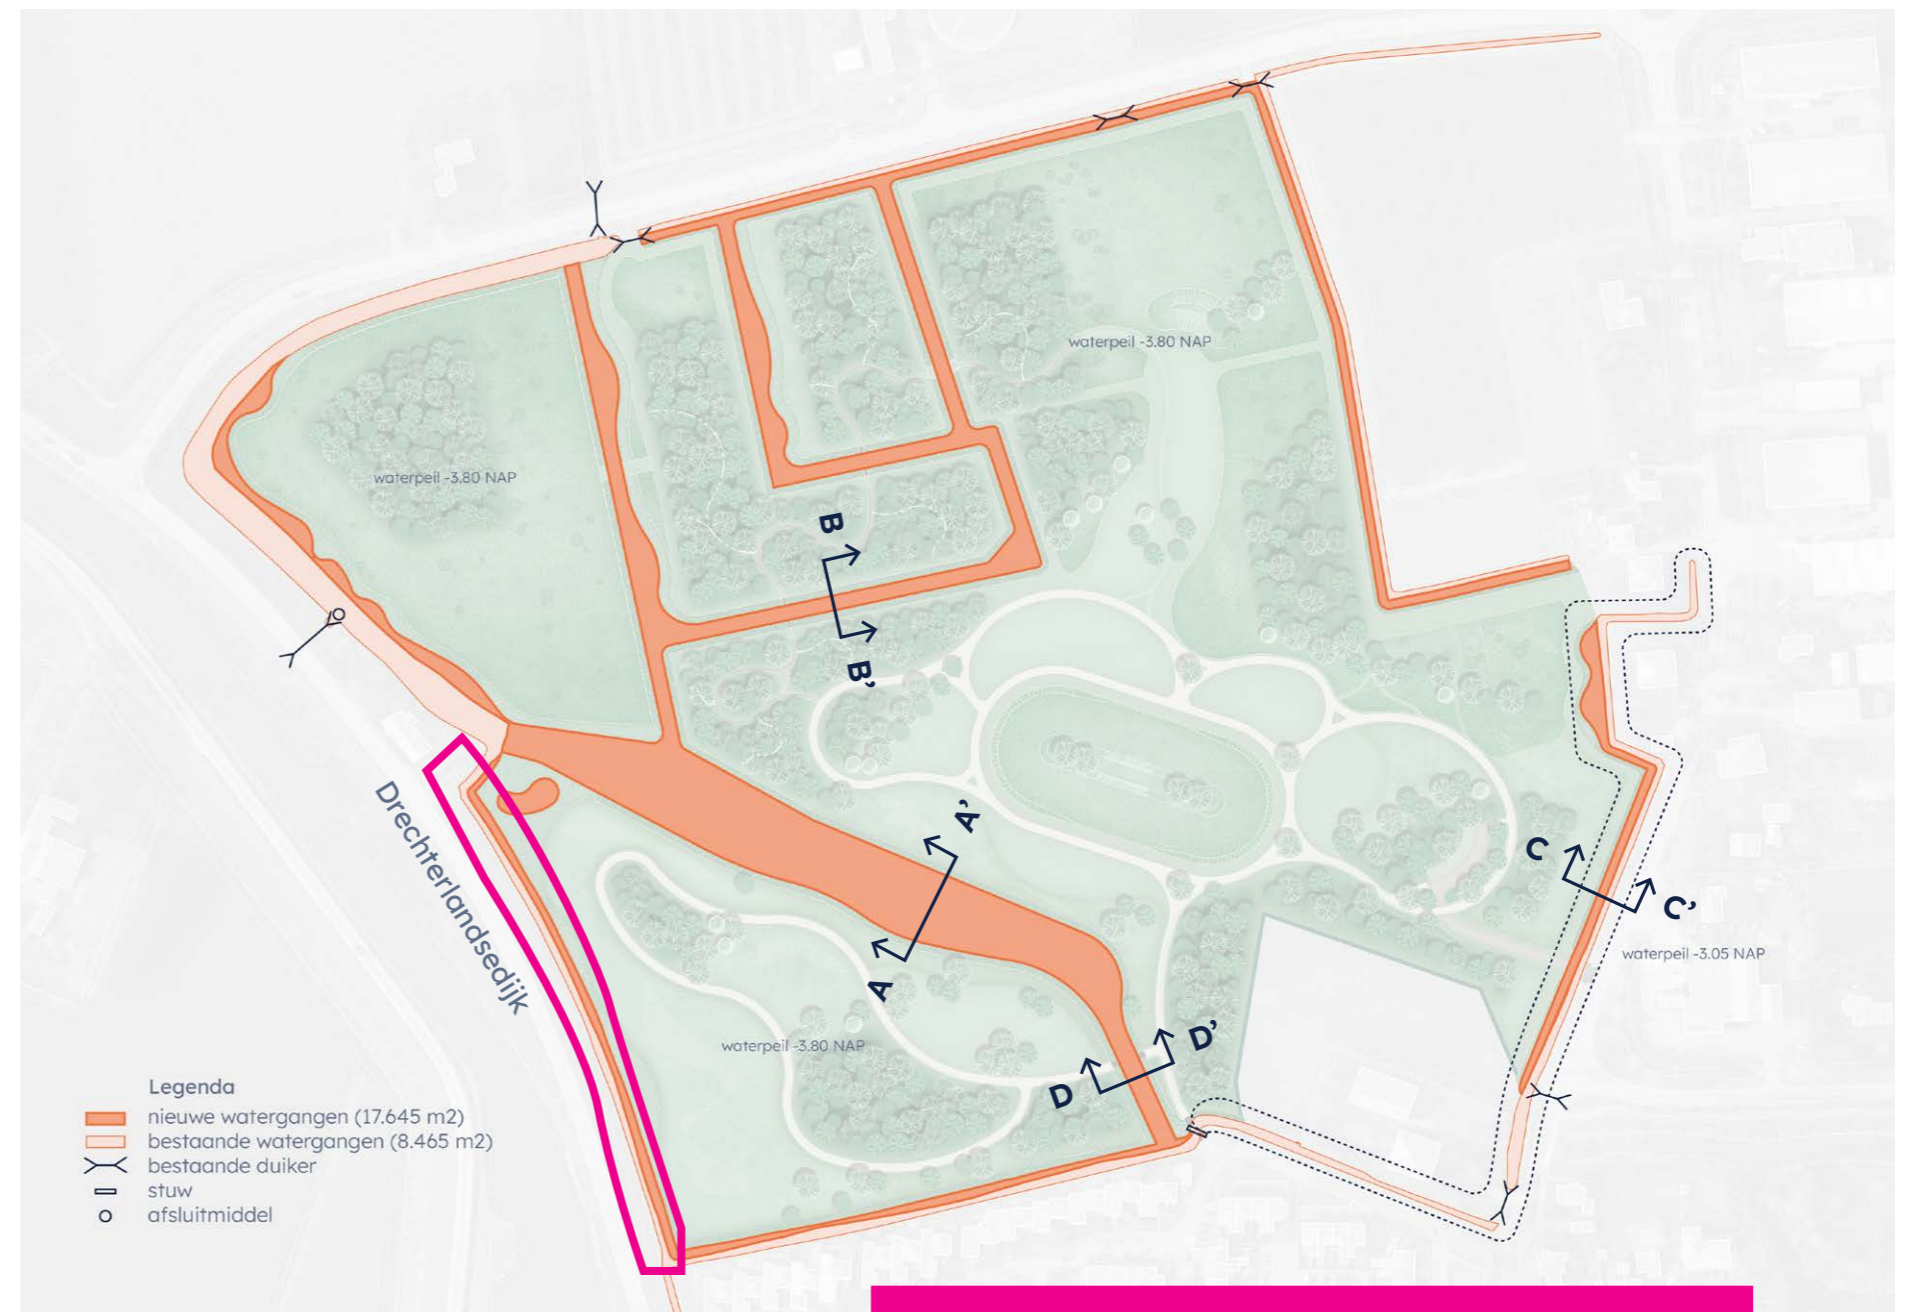 waterpeil -3.80 NAP
waterpeil -3.80 NAP
B
B’
A’
A
C
C’
waterpeil -3.05 NAP
Drechterlandsedijk
D’
D
waterpeil -3.80 NAP
Legenda
nieuwe watergangen (17.645 m2)
bestaande watergangen (8.465 m2)
bestaande duiker
stuw
afsluitmiddel